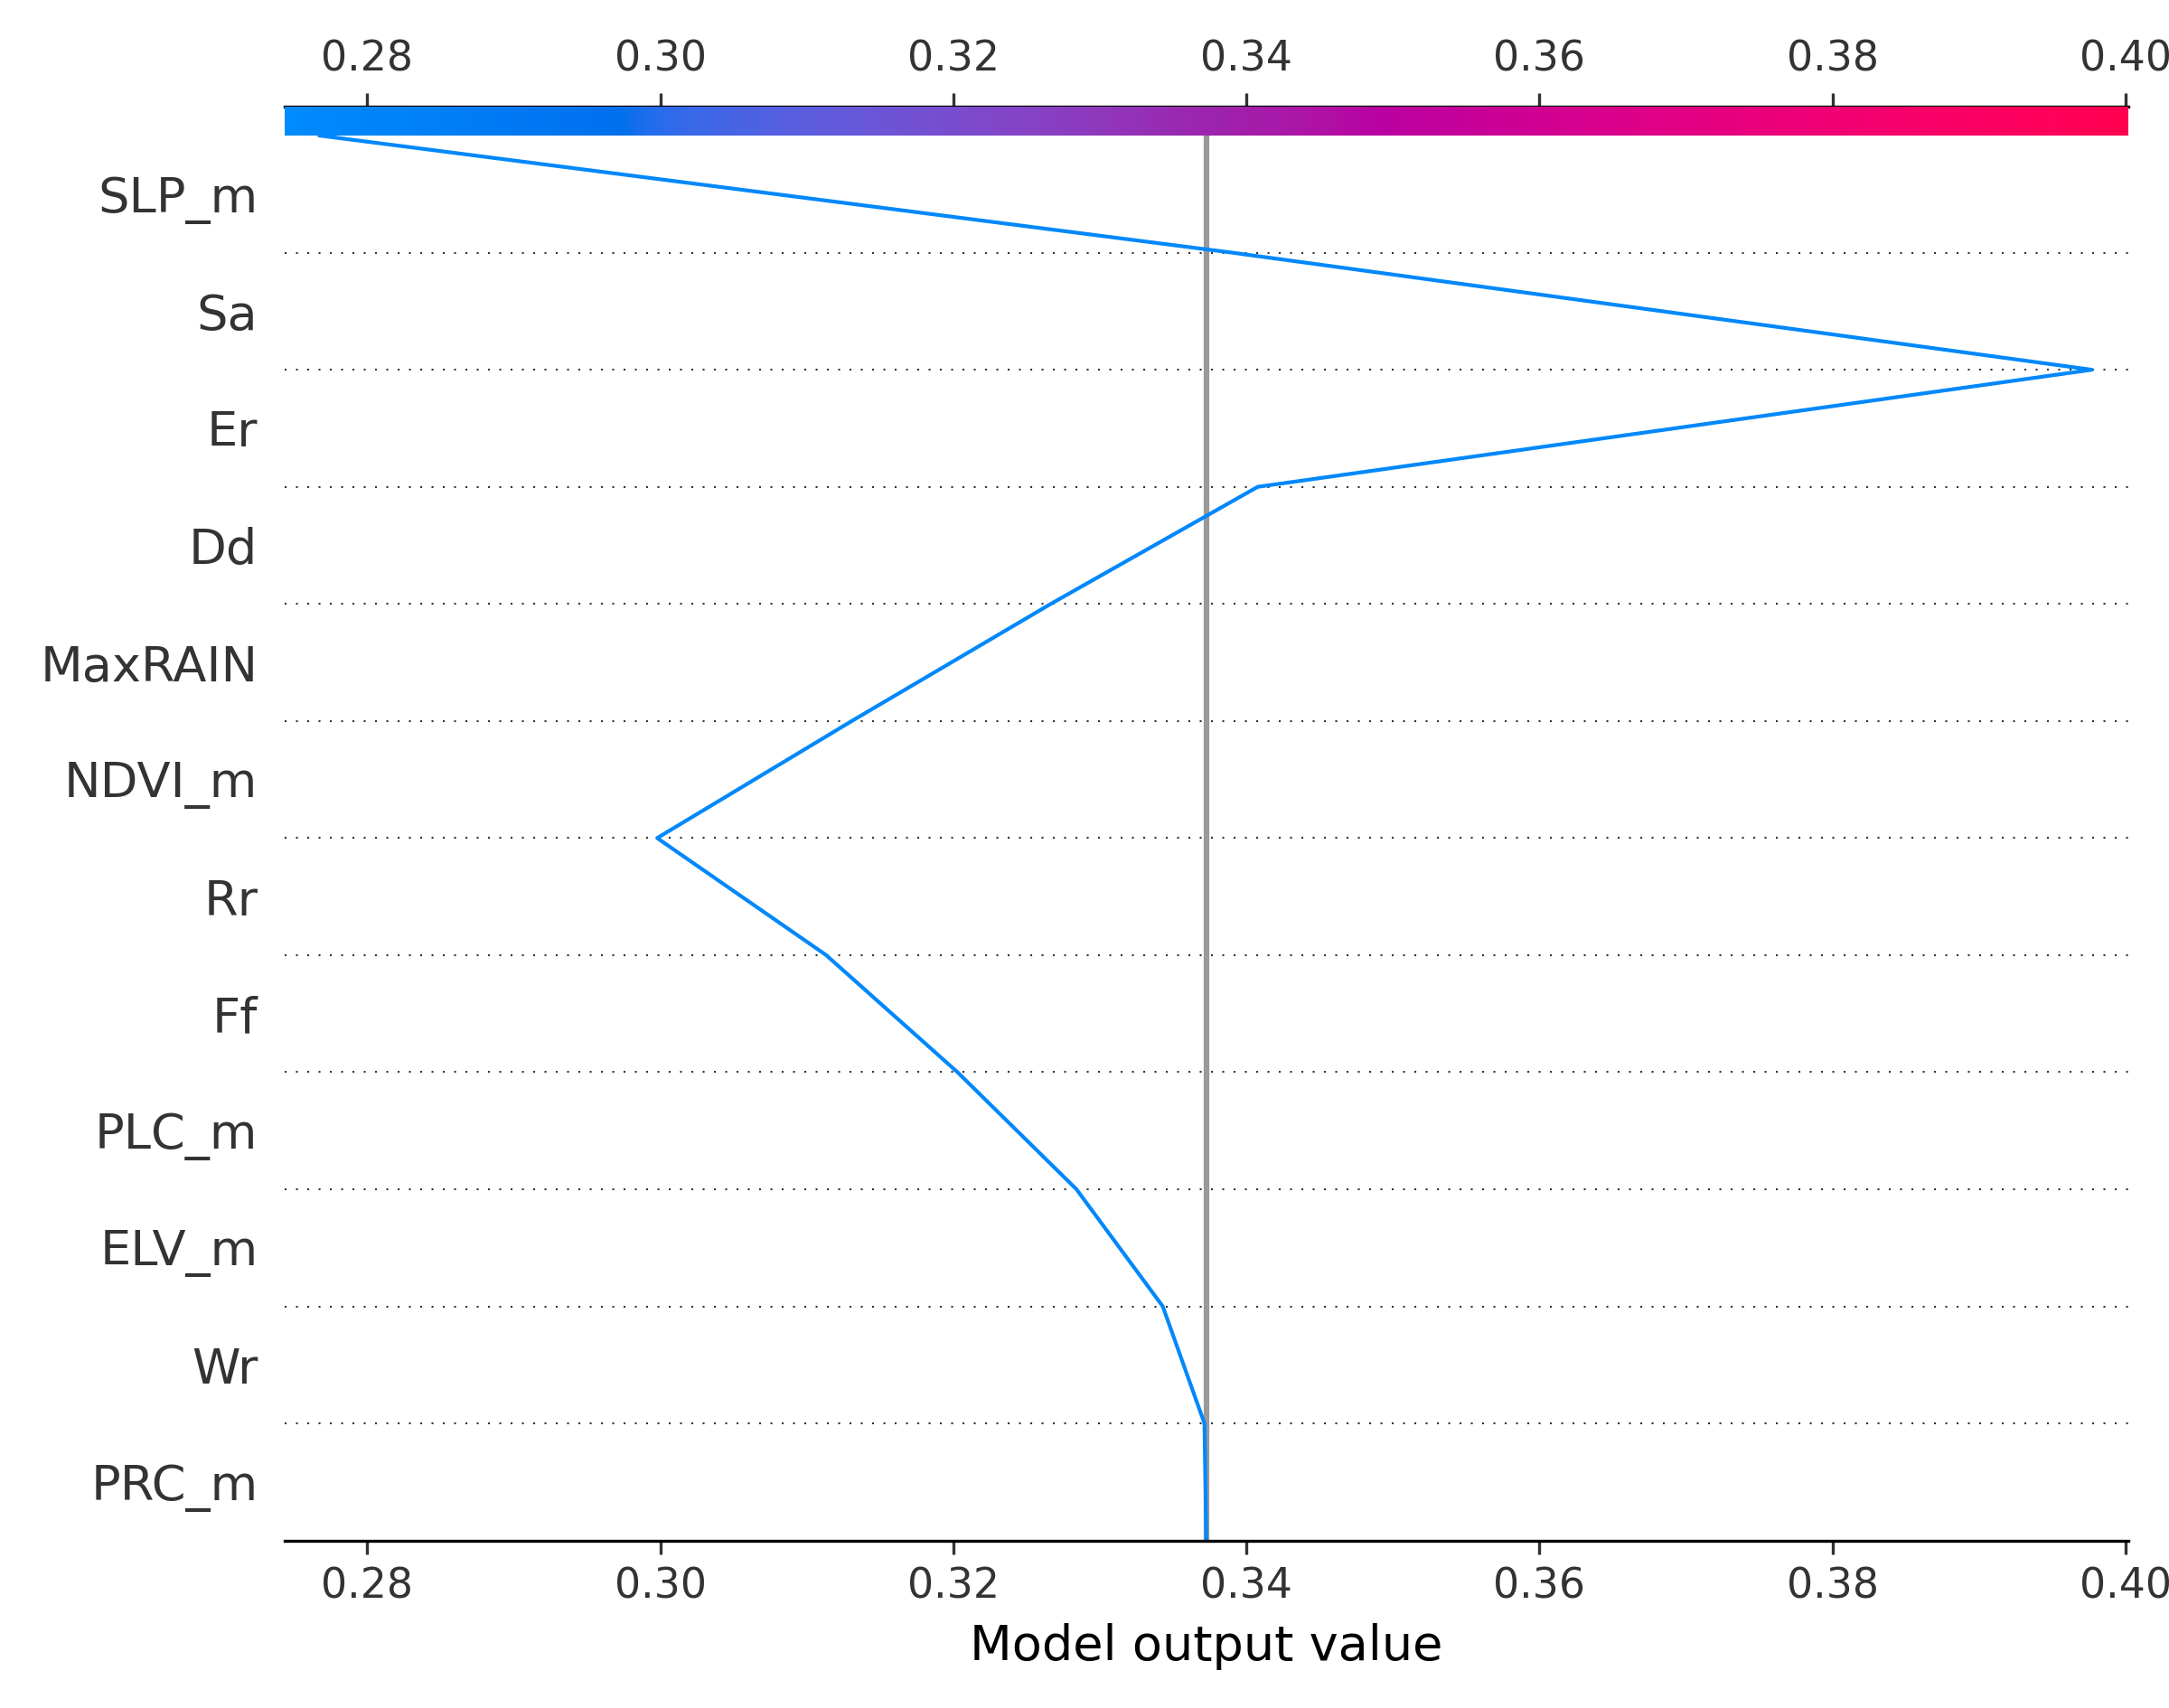 0.28 0.30 0.32 0.34 0.36 0.38 0.40
SLP_m
Sa
Er
Dd
MaxRAIN
NDVI_m
Rr
Ff
PLC_m
ELV_m
Wr
PRC_m
0.28 0.30 0.32 0.34 0.36 0.38 0.40
Model output value